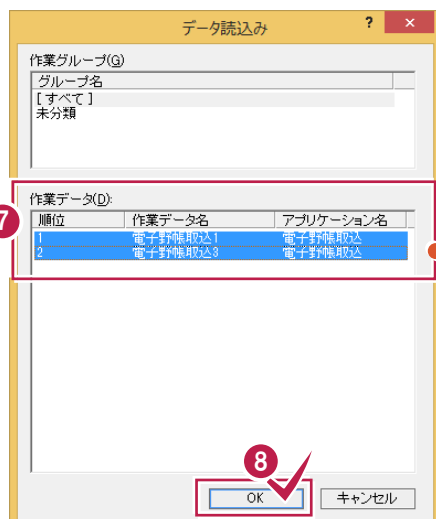 データ読込み ? ×
作業グループ(G)
グループ名
[すべて]
未分類
作業データ(D):
7
順位 作業データ名 アプリケーション名
1 電子野帳取込1 電子野帳取込
2 電子野帳取込3 電子野帳取込
8
OK キャンセル